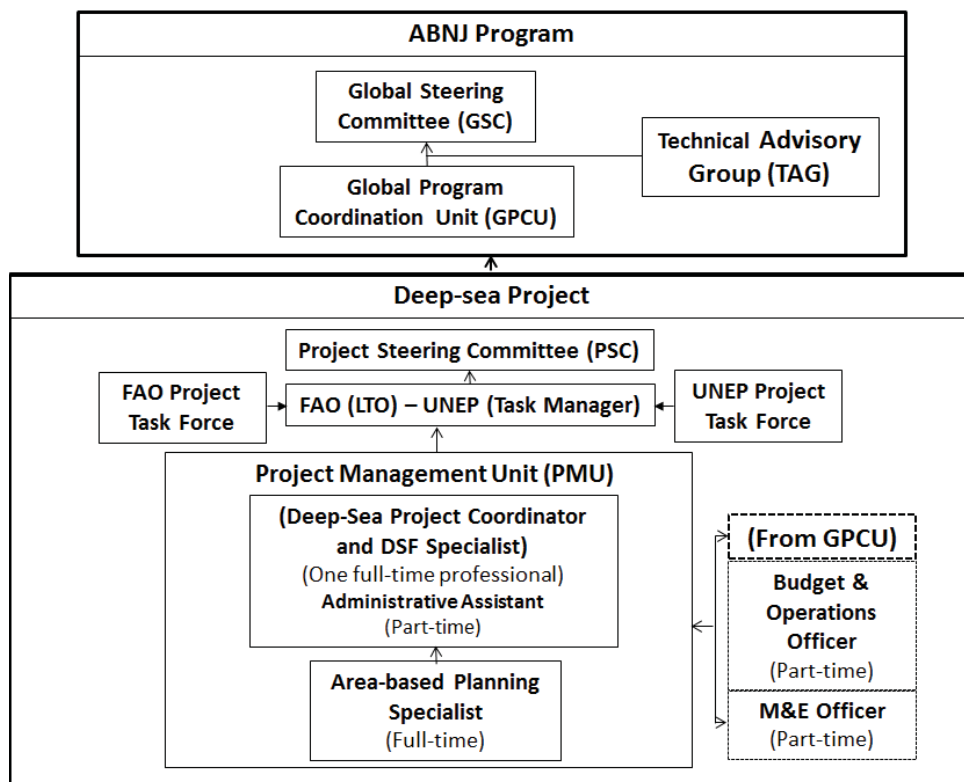 ABNJ Program
Global Steering
Committee (GSC)
Technical Advisory
Group (TAG)
Global Program
Coordination Unit (GPCU)
Deep-sea Project
Project Steering Committee (PSC)
FAO Project
Task Force
FAO (LTO) – UNEP (Task Manager)
UNEP Project
Task Force
Project Management Unit (PMU)
(Deep-Sea Project Coordinator
and DSF Specialist)
(One full-time professional)
Administrative Assistant
(Part-time)
Area-based Planning
Specialist
(Full-time)
(From GPCU)
Budget &
Operations
Officer
(Part-time)
M&E Officer
(Part-time)